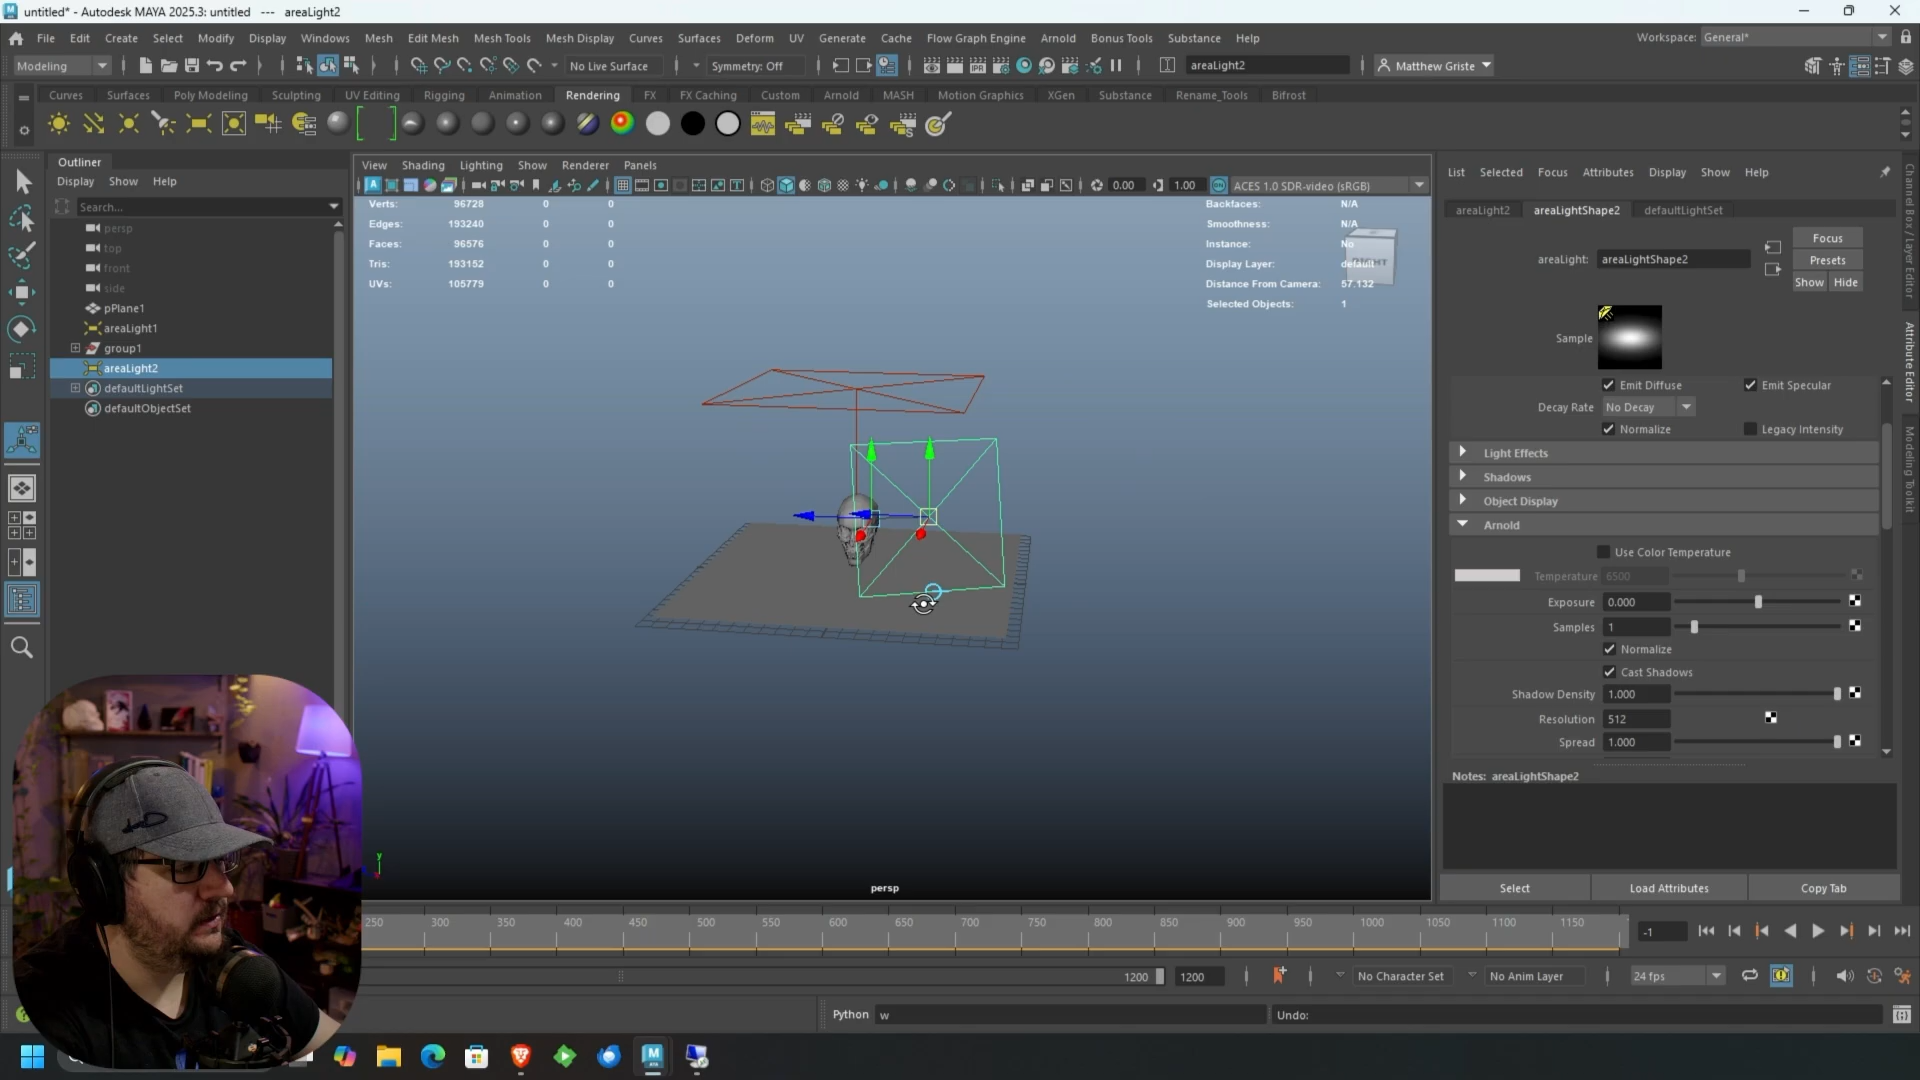 untitled* - Autodesk MAYA 2025.3: untitled --- areaLight2
File Edit Create Select Modify Display Windows Mesh Edit Mesh Mesh Tools Mesh Display Curves Surfaces Deform UV Generate Cache Flow Graph Engine Arnold Bonus Tools Substance Help
Workspace: General*
Modeling No Live Surface Symmetry: Off areaLight2 Matthew Griste
Curves Surfaces Poly Modeling Sculpting UV Editing Rigging Animation Rendering FX FX Caching Custom Arnold MASH Motion Graphics XGen Substance Rename_Tools Bifrost
Outliner
Display Show Help
Search...
persp
top
front
side
pPlane1
areaLight1
group1
areaLight2
defaultLightSet
defaultObjectSet
View Shading Lighting Show Renderer Panels
0.00 1.00 ACES 1.0 SDR-video (sRGB)
Verts: 96728 0 0
Edges: 193240 0 0
Faces: 96576 0 0
Tris: 193152 0 0
UVs: 105779 0 0
Backfaces: N/A
Smoothness: N/A
Instance: No
Display Layer: default
Distance From Camera: 57.132
Selected Objects: 1
RIGHT
y
persp
List Selected Focus Attributes Display Show Help
areaLight2 areaLightShape2 defaultLightSet
areaLight: areaLightShape2
Focus
Presets
Show Hide
Sample
Emit Diffuse Emit Specular
Decay Rate No Decay
Normalize Legacy Intensity
Light Effects
Shadows
Object Display
Arnold
Use Color Temperature
Temperature 6500
Exposure 0.000
Samples 1
Normalize
Cast Shadows
Shadow Density 1.000
Resolution 512
Spread 1.000
Notes: areaLightShape2
Select Load Attributes Copy Tab
Channel Box / Layer Editor
Attribute Editor
Modeling Toolkit
250 300 350 400 450 500 550 600 650 700 750 800 850 900 950 1000 1050 1100 1150
-1
1200 1200 No Character Set No Anim Layer 24 fps
Python w Undo: